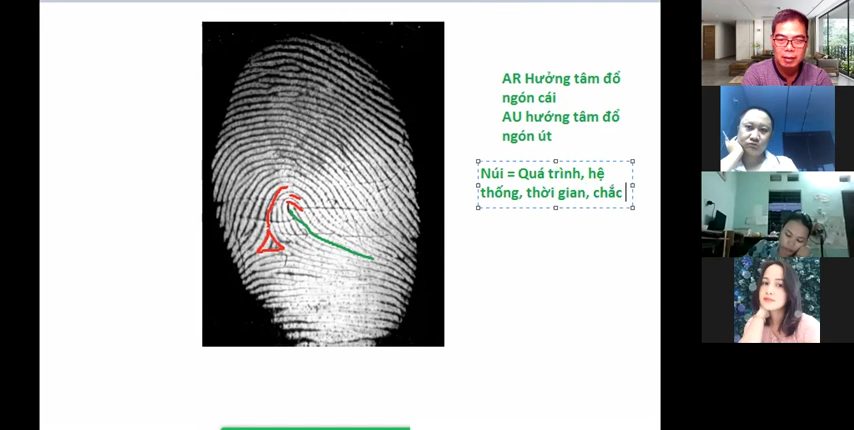 AR Hưởng tâm đổ
ngón cái
AU hướng tâm đổ
ngón út
Núi = Quá trình, hệ
thống, thời gian, chắc